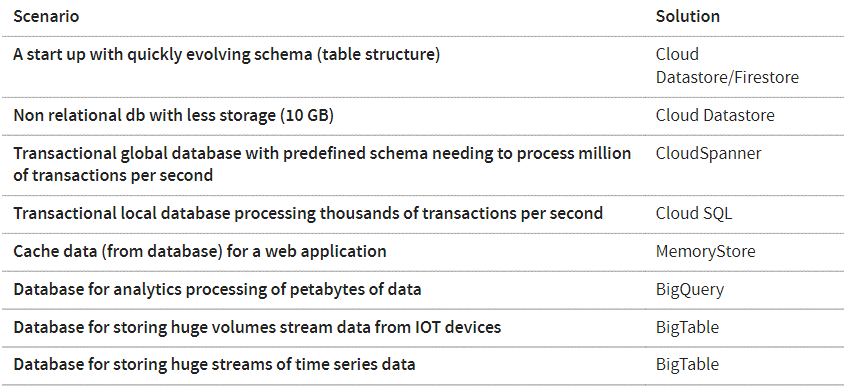 Scenario Solution
A start up with quickly evolving schema (table structure) Cloud
Datastore/Firestore
Non relational db with less storage (10 GB) Cloud Datastore
Transactional global database with predefined schema needing to process million CloudSpanner
of transactions per second
Transactional local database processing thousands of transactions per second Cloud SQL
Cache data (from database) for a web application MemoryStore
Database for analytics processing of petabytes of data BigQuery
Database for storing huge volumes stream data from IOT devices BigTable
Database for storing huge streams of time series data BigTable